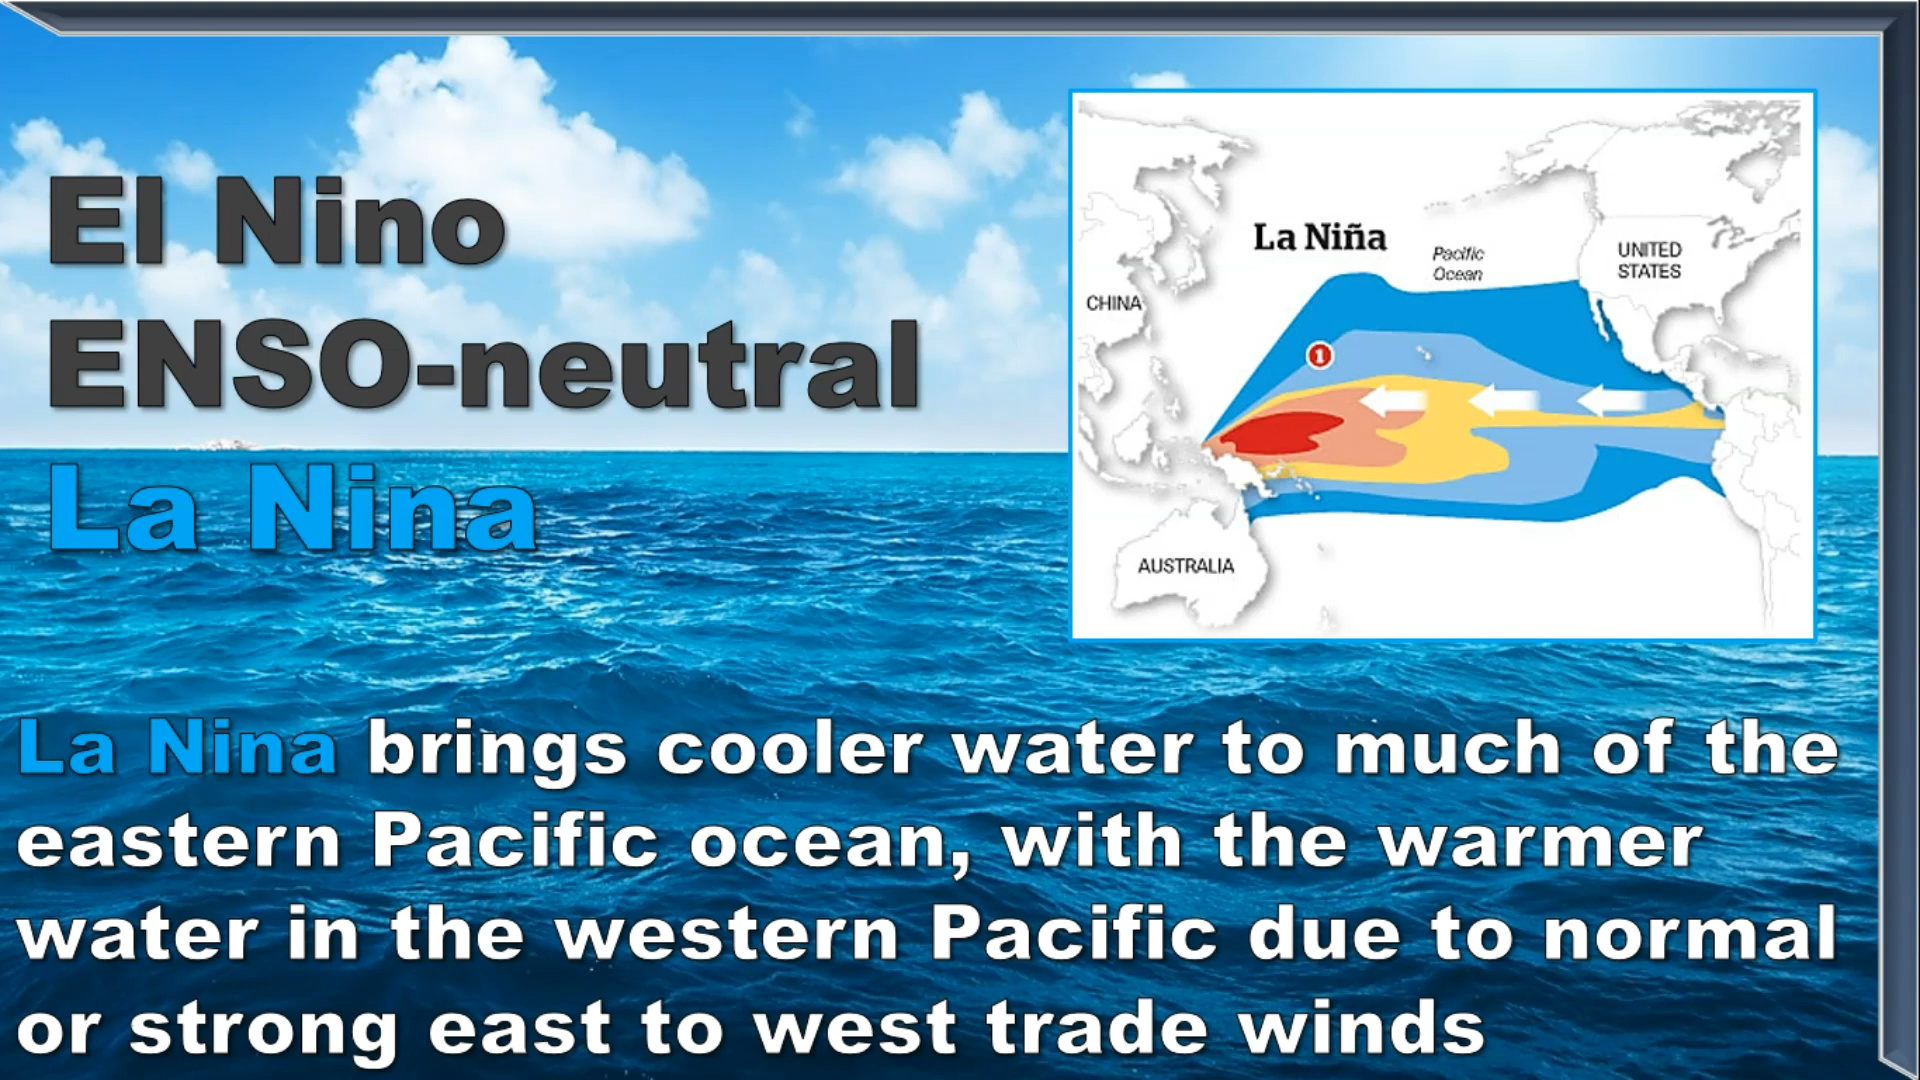 El Nino
ENSO-neutral
La Nina
La Niña
Pacific
Ocean
UNITED
STATES
CHINA
1
AUSTRALIA
La Nina brings cooler water to much of the
eastern Pacific ocean, with the warmer
water in the western Pacific due to normal
or strong east to west trade winds